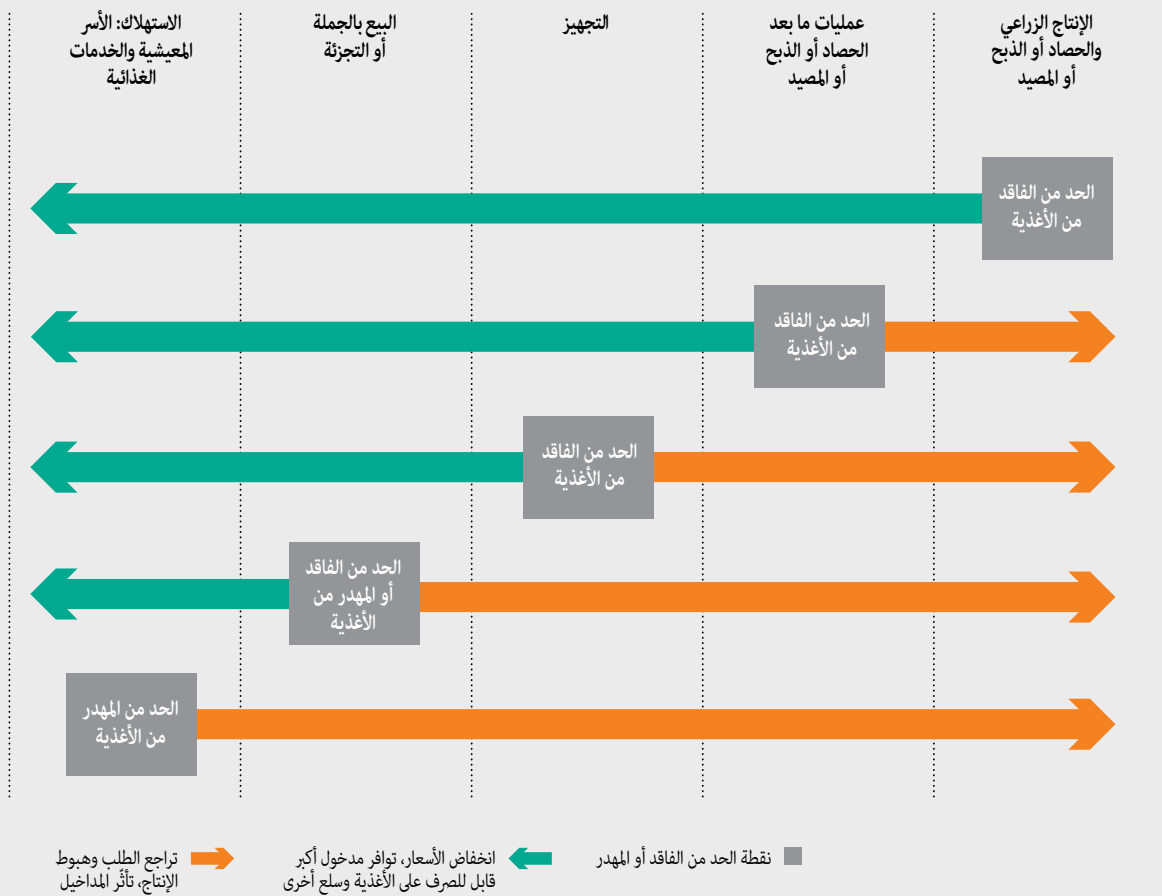 الإنتاج الزراعي
والحصاد أو الذبح
أو المصيد
عمليات ما بعد
الحصاد أو الذبح
أو المصيد
التجهيز
البيع بالجملة
أو التجزئة
الاستهلاك: الأسر
المعيشية والخدمات
الغذائية
الحد من الفاقد
من الأغذية
الحد من الفاقد
من الأغذية
الحد من الفاقد
من الأغذية
الحد من الفاقد
أو المهدر من
الأغذية
الحد من المهدر
من الأغذية
نقطة الحد من الفاقد أو المهدر
انخفاض الأسعار، توافر مدخول أكبر
قابل للصرف على الأغذية وسلع أخرى
تراجع الطلب وهبوط
الإنتاج، تأثّر المداخيل